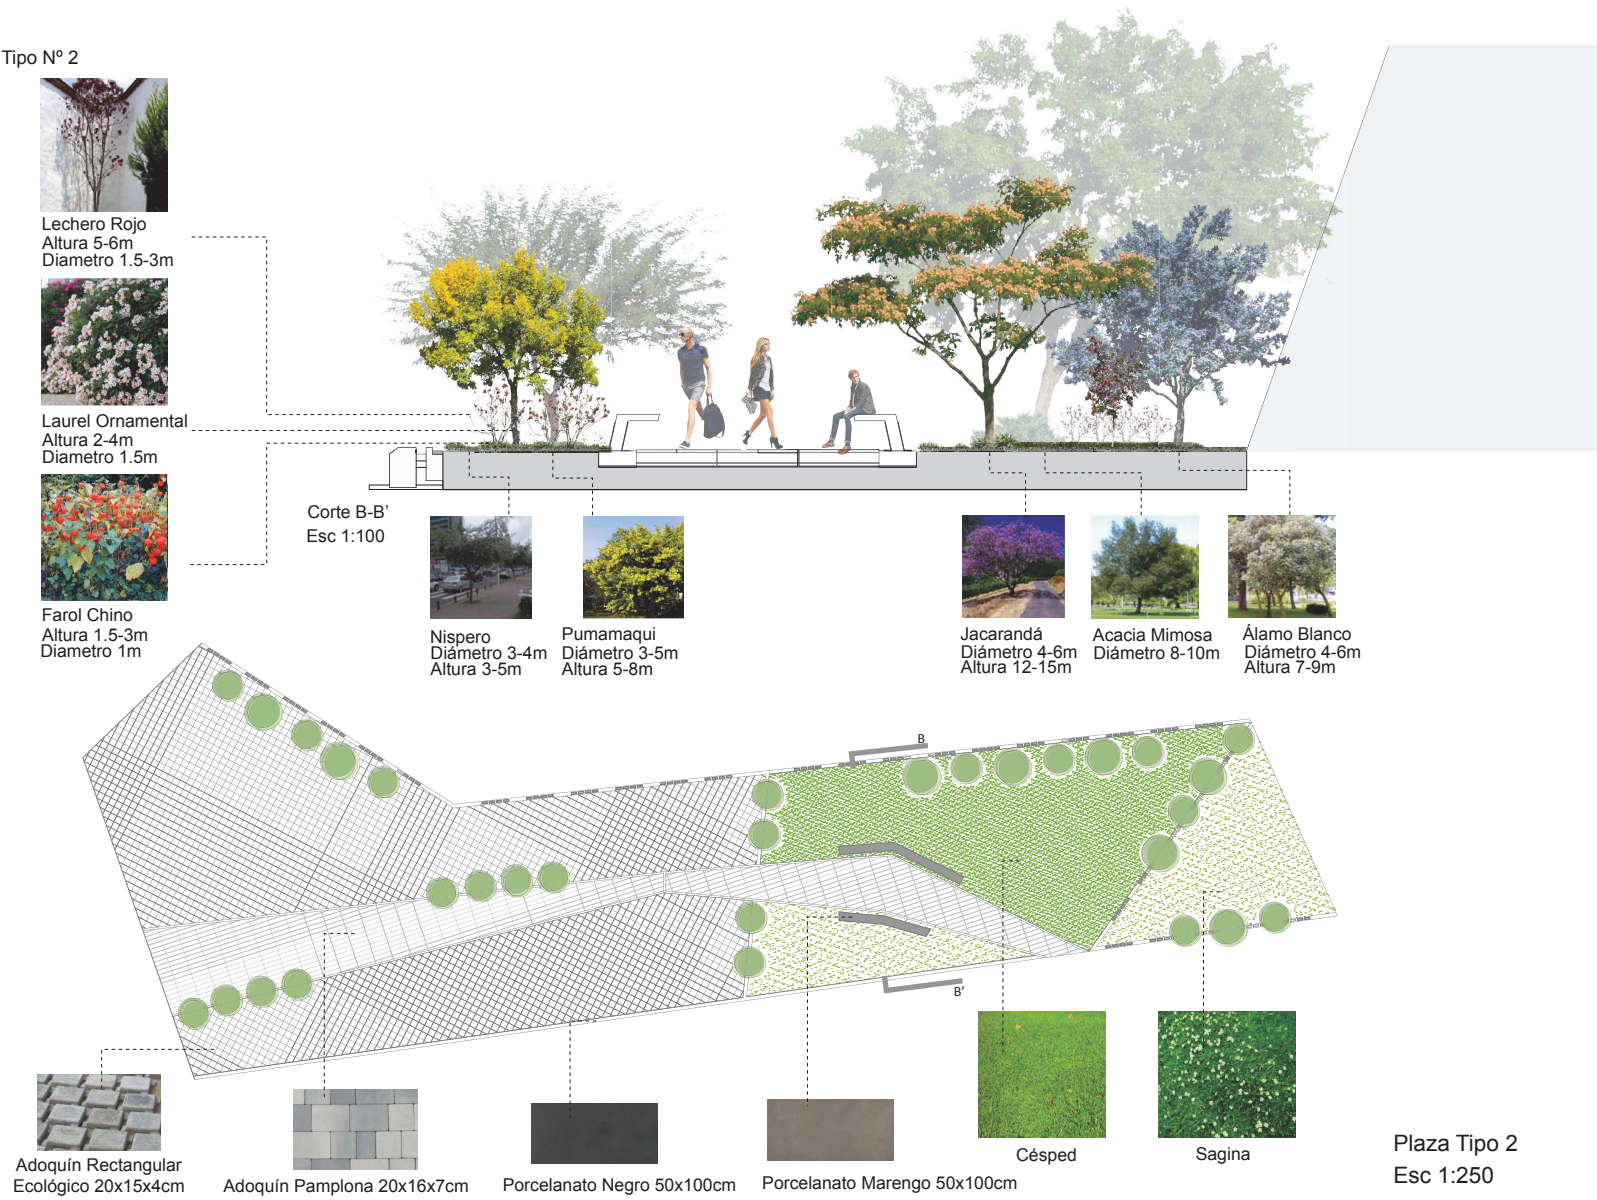 Tipo Nº 2
Lechero Rojo
Altura 5-6m
Diametro 1.5-3m
Laurel Ornamental
Altura 2-4m
Diametro 1.5m
Farol Chino
Altura 1.5-3m
Diametro 1m
Corte B-B'
Esc 1:100
Nispero
Diámetro 3-4m
Altura 3-5m
Pumamaqui
Diámetro 3-5m
Altura 5-8m
Jacarandá
Diámetro 4-6m
Altura 12-15m
Acacia Mimosa
Diámetro 8-10m
Álamo Blanco
Diámetro 4-6m
Altura 7-9m
B
B'
Adoquín Rectangular
Ecológico 20x15x4cm
Adoquín Pamplona 20x16x7cm
Porcelanato Negro 50x100cm
Porcelanato Marengo 50x100cm
Césped
Sagina
Plaza Tipo 2
Esc 1:250